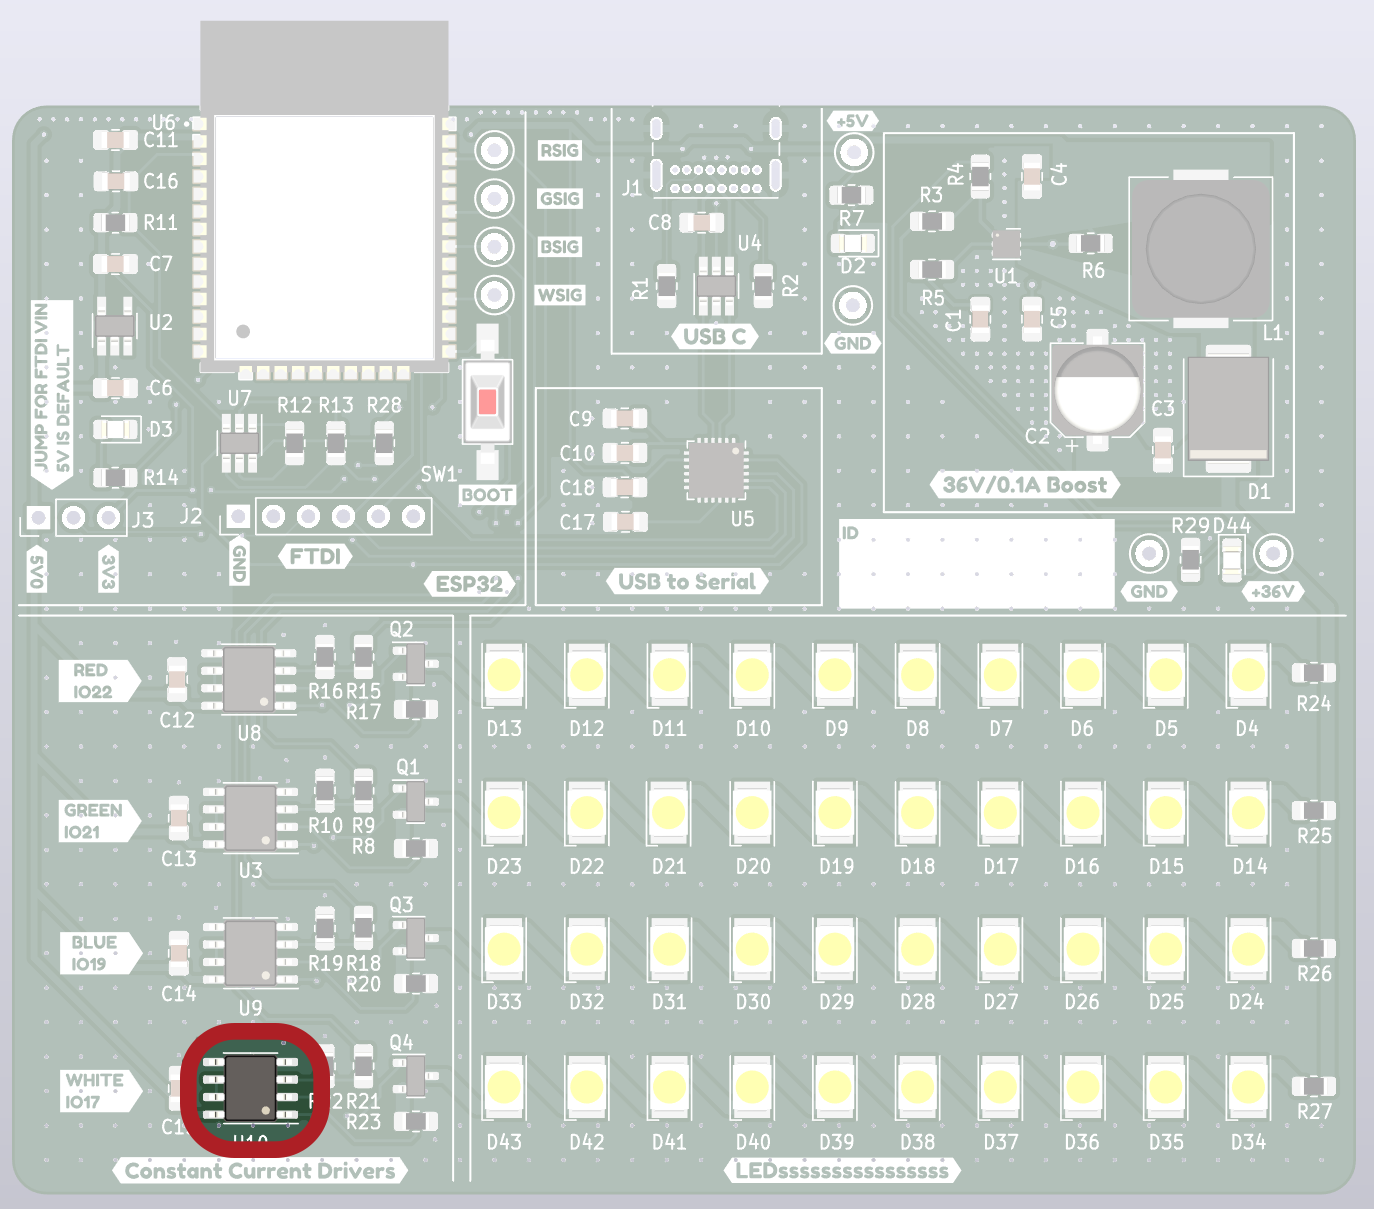 U6
C11
C16
R11
C7
U2
C6
D3
R14
JUMP FOR FTDI VIN
5V IS DEFAULT
J3
5V0
3V3
U7
R12
R13
R28
SW1
BOOT
J2
GND
FTDI
ESP32
RSIG
GSIG
BSIG
WSIG
J1
C8
U4
R1
R2
USB C
+5V
R7
D2
GND
C9
C10
C18
C17
U5
USB to Serial
R4
C4
R3
U1
R6
R5
C1
C5
L1
C3
C2
+
D1
36V/0.1A Boost
ID
R29
D44
GND
+36V
RED
IO22
C12
U8
R16
R15
R17
Q2
GREEN
IO21
C13
U3
R10
R9
R8
Q1
BLUE
IO19
C14
U9
R19
R18
R20
Q3
WHITE
IO17
U10
R21
R23
Q4
Constant Current Drivers
D13 D12 D11 D10 D9 D8 D7 D6 D5 D4
R24
D23 D22 D21 D20 D19 D18 D17 D16 D15 D14
R25
D33 D32 D31 D30 D29 D28 D27 D26 D25 D24
R26
D43 D42 D41 D40 D39 D38 D37 D36 D35 D34
R27
LEDssssssssssssssss